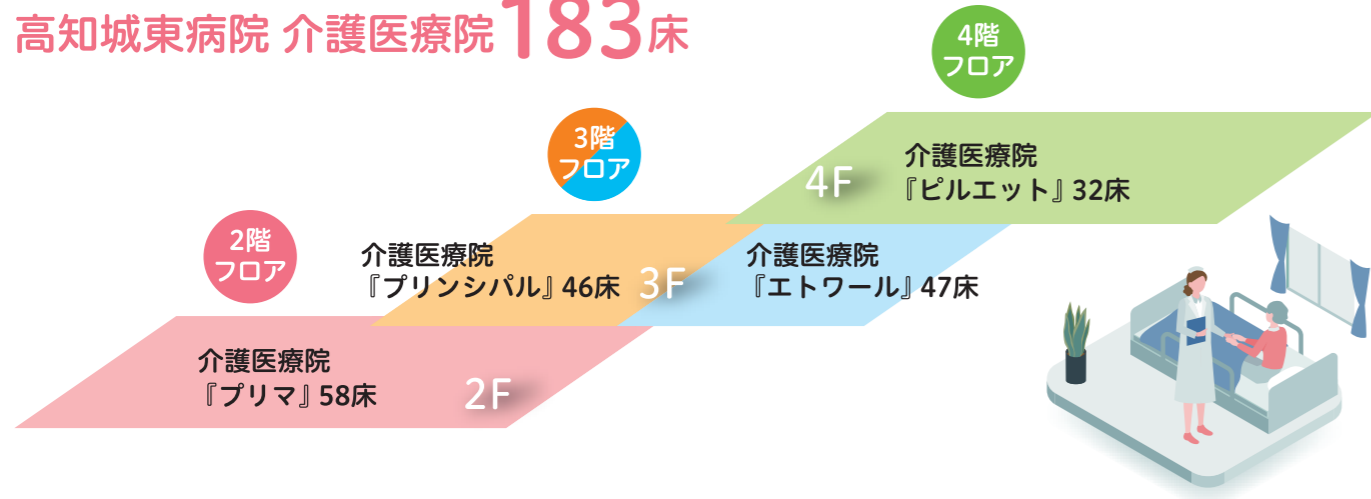 高知城東病院 介護医療院183床
4階
フロア
介護医療院
『ピルエット』32床
4F
3階
フロア
介護医療院
『プリンシパル』46床
3F
介護医療院
『エトワール』47床
2階
フロア
介護医療院
『プリマ』58床
2F